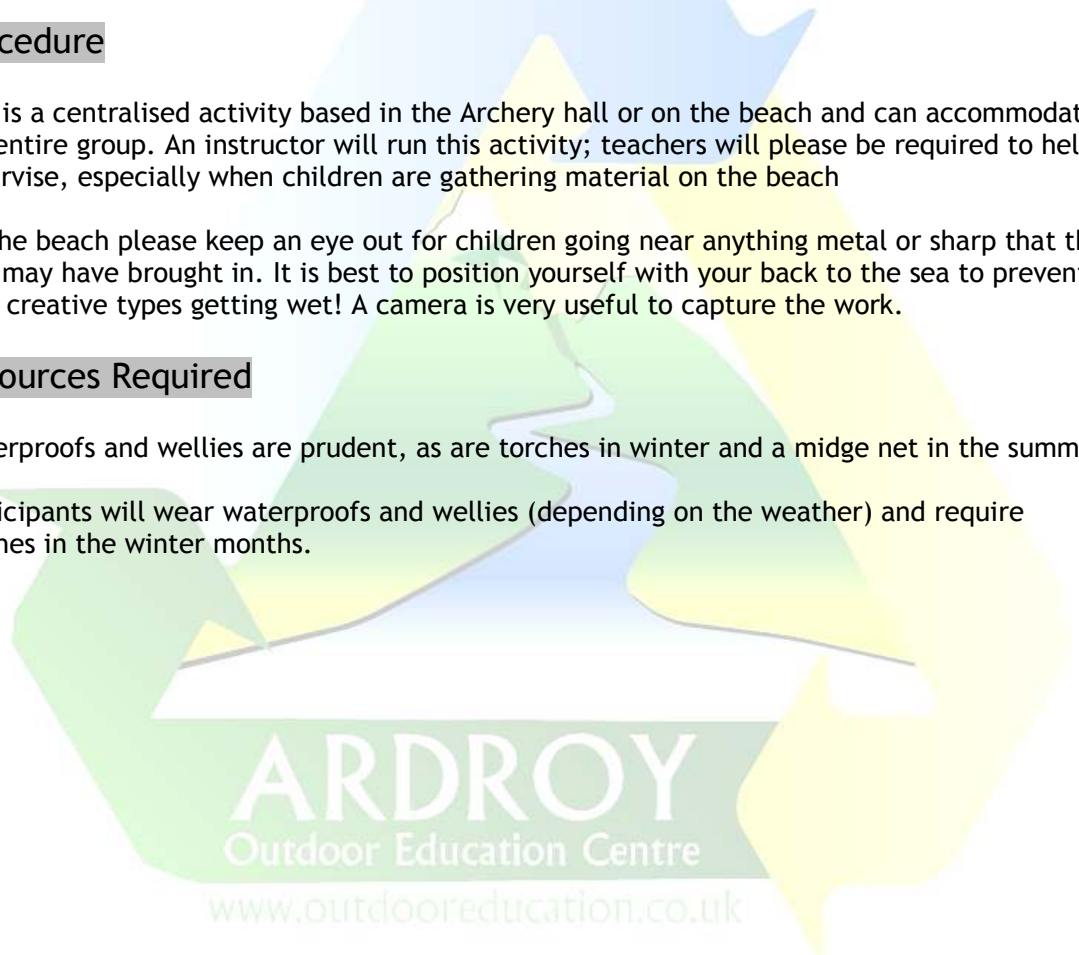 cedure
is a centralised activity based in the Archery hall or on the beach and can accommodat
entire group. An instructor will run this activity; teachers will please be required to hel
rvise, especially when children are gathering material on the beach
he beach please keep an eye out for children going near anything metal or sharp that th
may have brought in. It is best to position yourself with your back to the sea to preven
creative types getting wet! A camera is very useful to capture the work.
ources Required
erproofs and wellies are prudent, as are torches in winter and a midge net in the summ
icipants will wear waterproofs and wellies (depending on the weather) and require
hes in the winter months.
ARDROY
Outdoor Education Centre
www.outdooreducation.co.uk